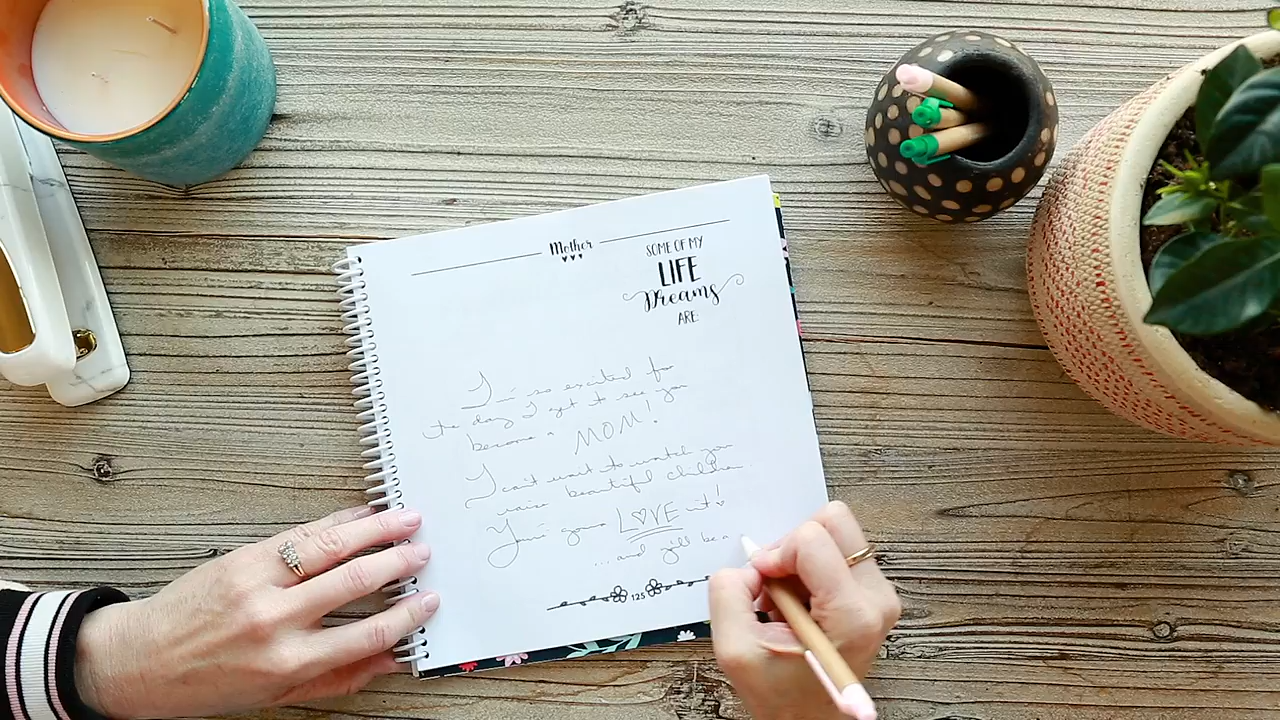 Mother
SOME OF MY
LIFE
Dreams
ARE:
I'm so excited for
the day I get to see you
become a MOM!
I can't wait to watch you
raise beautiful children.
You're gonna LOVE it!
...and you'll be a
125